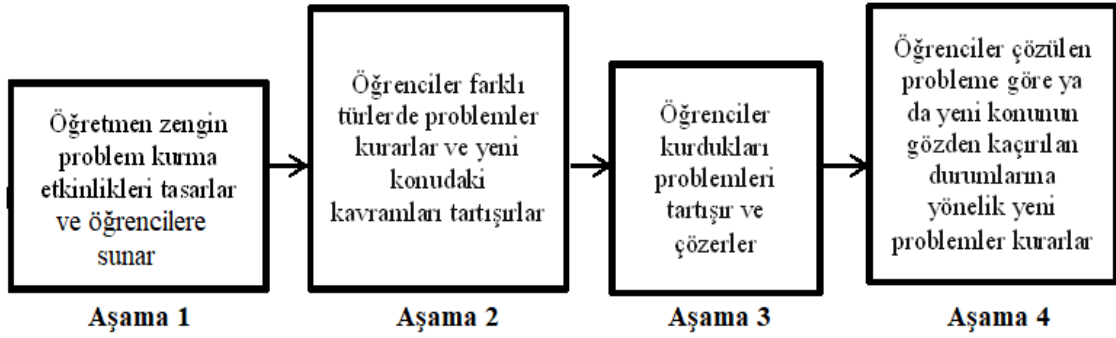 Öğretmen zengin
problem kurma
etkinlikleri tasarlar
ve öğrencilere
sunar
Aşama 1
Öğrenciler farklı
türlerde problemler
kurarlar ve yeni
konudaki
kavramları tartışırlar
Aşama 2
Öğrenciler
kurdukları
problemleri
tartışır ve
çözerler
Aşama 3
Öğrenciler çözülen
probleme göre ya
da yeni konunun
gözden kaçırılan
durumlarına
yönelik yeni
problemler kurarlar
Aşama 4